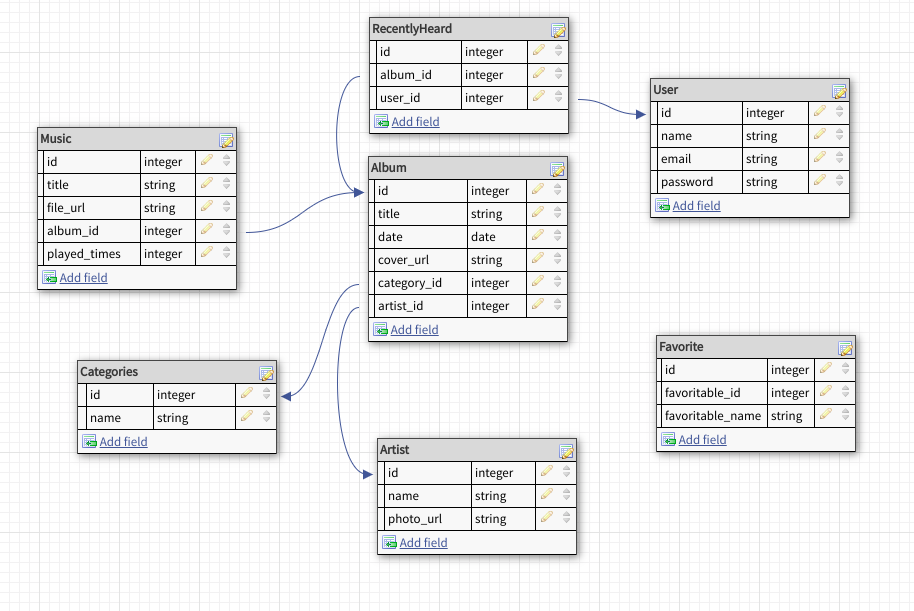 RecentlyHeard
id integer
album_id integer
user_id integer
Add field
User
id integer
name string
email string
password string
Add field
Music
id integer
title string
file_url string
album_id integer
played_times integer
Add field
Album
id integer
title string
date date
cover_url string
category_id integer
artist_id integer
Add field
Categories
id integer
name string
Add field
Favorite
id integer
favoritable_id integer
favoritable_name string
Add field
Artist
id integer
name string
photo_url string
Add field